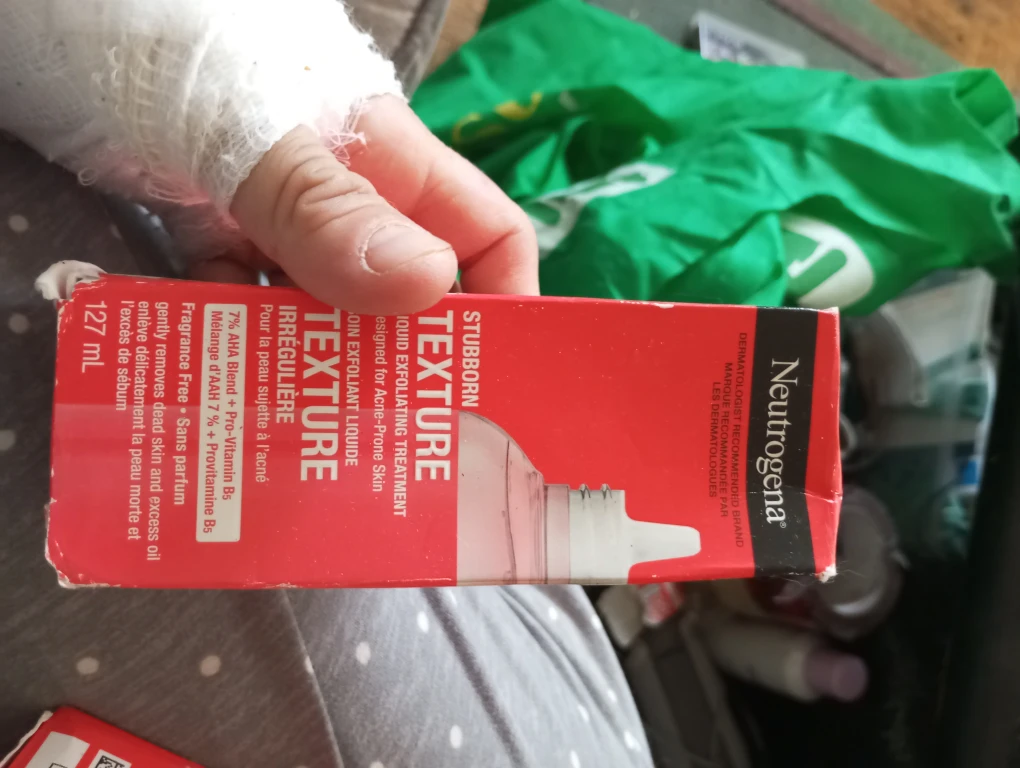 Neutrogena®
DERMATOLOGIST RECOMMENDED BRAND
MARQUE RECOMMANDÉE PAR
LES DERMATOLOGUES
STUBBORN
TEXTURE
IQUID EXFOLIATING TREATMENT
esigned for Acne-Prone Skin
OIN EXFOLIANT LIQUIDE
TEXTURE
IRRÉGULIÈRE
Pour la peau sujette à l'acné
7% AHA Blend + Pro-Vitamin B5
Mélange d'AAH 7 % + Provitamine B5
Fragrance Free • Sans parfum
gently removes dead skin and excess oil
enlève délicatement la peau morte et
l'excès de sébum
127 mL